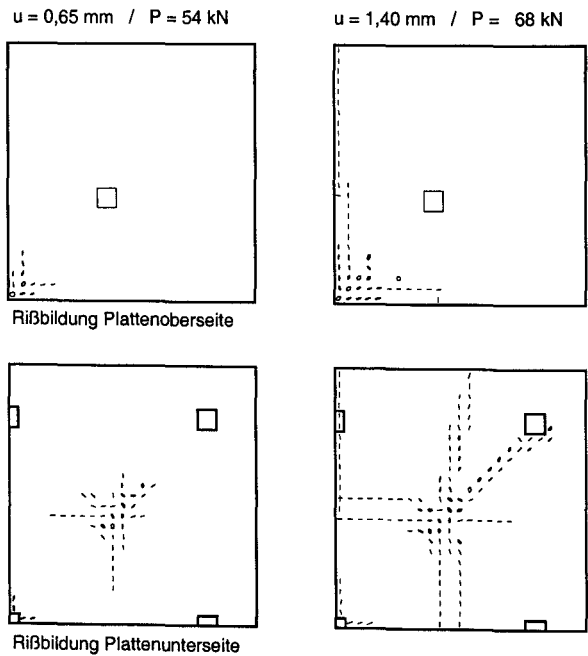 u = 0,65 mm / P = 54 kN
u = 1,40 mm / P = 68 kN
Rißbildung Plattenoberseite
Rißbildung Plattenunterseite